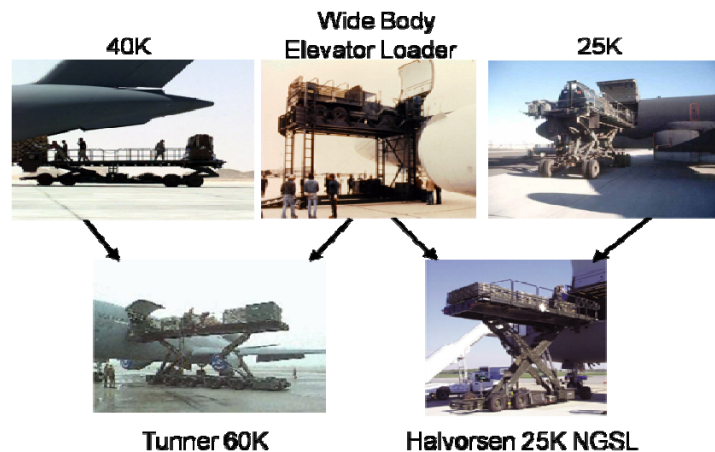 40K
Wide Body
Elevator Loader
25K
Tunner 60K
Halvorsen 25K NGSL